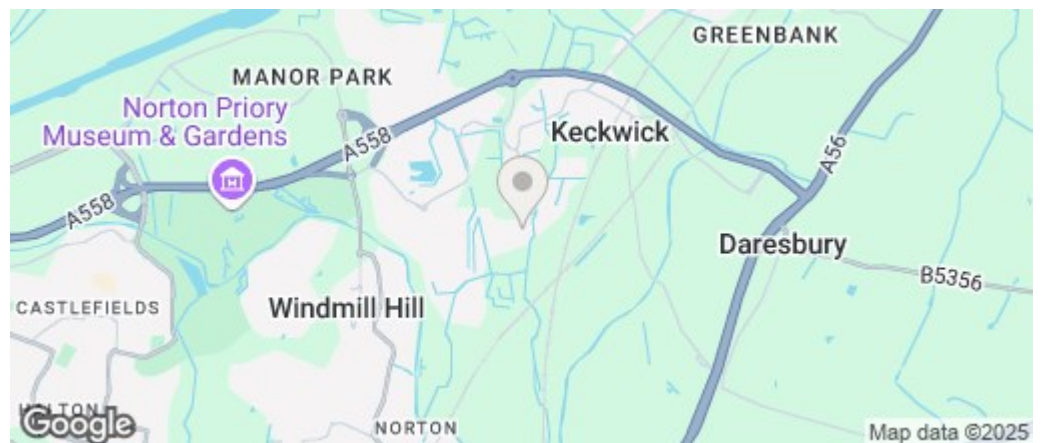 GREENBANK
MANOR PARK
Norton Priory
Museum & Gardens
A558
Keckwick
A56
A558
Daresbury
B5356
CASTLEFIELDS
Windmill Hill
HALTON
NORTON
Google
Map data ©2025